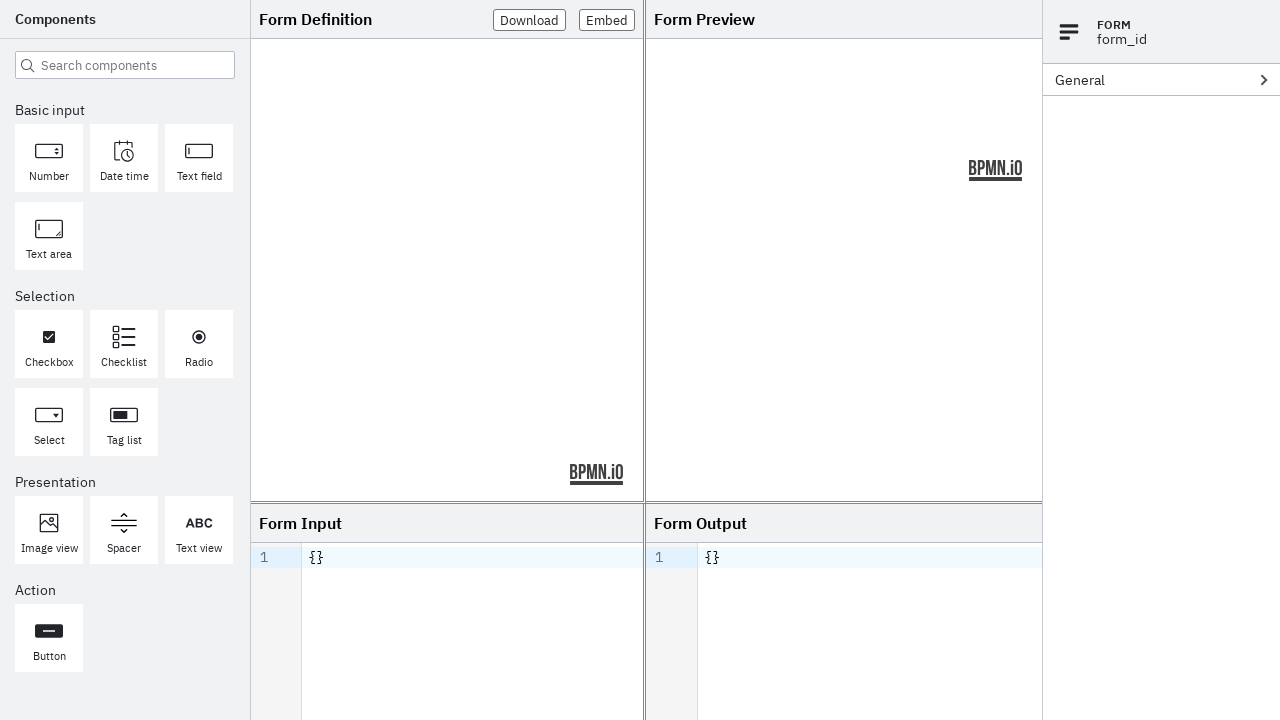 Components
Search components
Basic input
Number
Date time
Text field
Text area
Selection
Checkbox
Checklist
Radio
Select
Tag list
Presentation
Image view
Spacer
ABC
Text view
Action
Button
Form Definition
Download
Embed
BPMN.iO
Form Preview
BPMN.iO
Form Input
1
{}
Form Output
1
{}
FORM
form_id
General